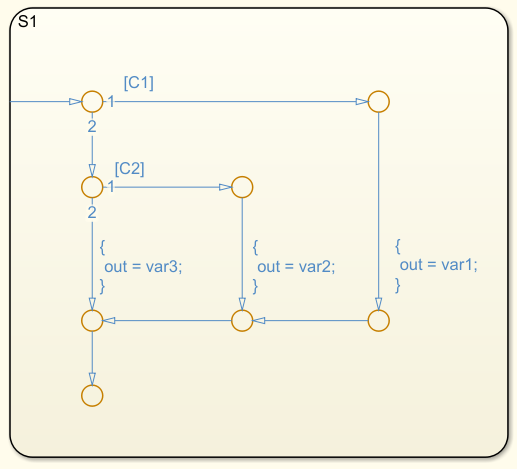 S1
[C1]
1
2
[C2]
1
2
{
out = var3;
}
{
out = var2;
}
{
out = var1;
}